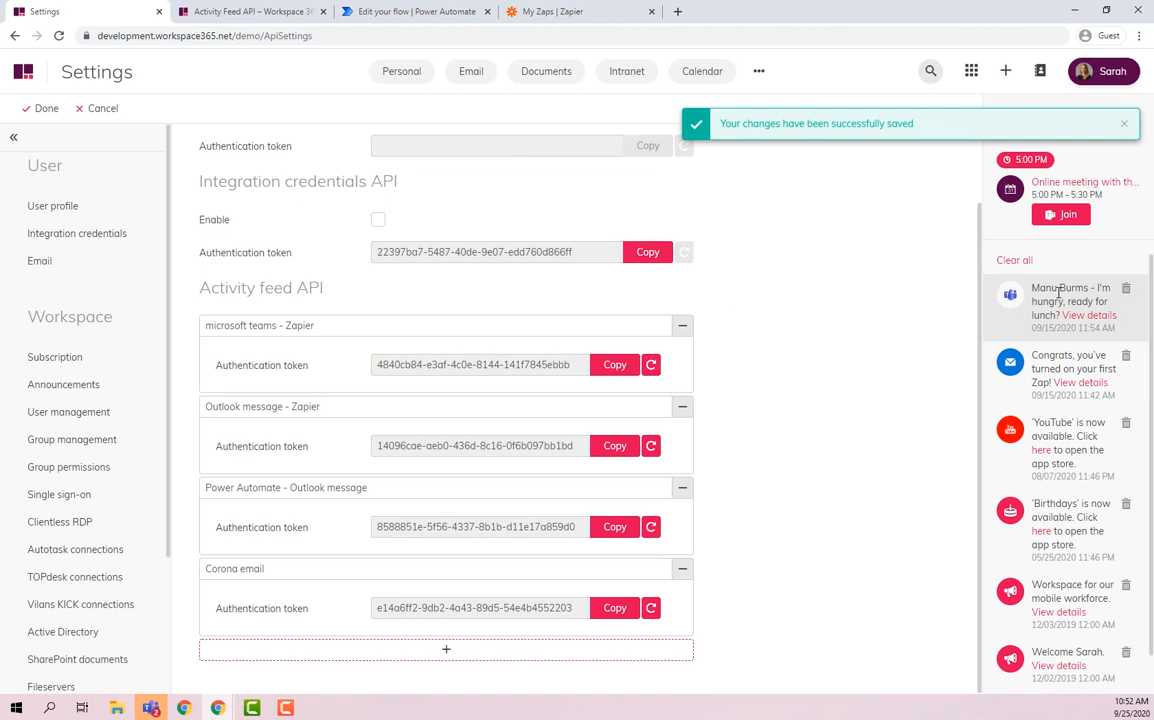 Settings
Activity Feed API – Workspace 3
Edit your flow | Power Automate
My Zaps | Zapier
development.workspace365.net/demo/ApiSettings
Guest
Settings
Personal
Email
Documents
Intranet
Calendar
Sarah
Done
Cancel
Your changes have been successfully saved
User
User profile
Integration credentials
Email
Workspace
Subscription
Announcements
User management
Group management
Group permissions
Single sign-on
Clientless RDP
Autotask connections
TOPdesk connections
Vilans KICK connections
Active Directory
SharePoint documents
Fileservers
Authentication token
Copy
Integration credentials API
Enable
Authentication token
22397ba7-5487-40de-9e07-edd760d866ff
Copy
Activity feed API
microsoft teams - Zapier
Authentication token
4840cb84-e3af-4c0e-8144-141f7845ebbb
Copy
Outlook message - Zapier
Authentication token
14096cae-aeb0-436d-8c16-0f6b097bb1bd
Copy
Power Automate - Outlook message
Authentication token
8588851e-5f56-4337-8b1b-d11e17a859d0
Copy
Corona email
Authentication token
e14a6ff2-9db2-4a43-89d5-54e4b4552203
Copy
5:00 PM
Online meeting with th...
5:00 PM - 5:30 PM
Join
Clear all
Manu Burms - I'm
hungry, ready for
lunch? View details
09/15/2020 11:54 AM
Congrats, you've
turned on your first
Zap! View details
09/15/2020 11:42 AM
'YouTube' is now
available. Click
here to open the
app store.
08/07/2020 11:46 PM
'Birthdays' is now
available. Click
here to open the
app store.
05/25/2020 11:46 PM
Workspace for our
mobile workforce.
View details
12/03/2019 12:00 AM
Welcome Sarah.
View details
12/02/2019 12:00 AM
10:52 AM
9/25/2020